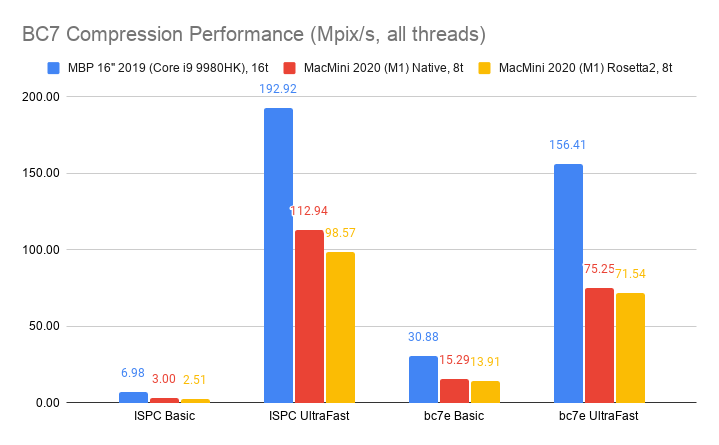 BC7 Compression Performance (Mpix/s, all threads)
MBP 16" 2019 (Core i9 9980HK), 16t MacMini 2020 (M1) Native, 8t MacMini 2020 (M1) Rosetta2, 8t
200.00
150.00
100.00
50.00
0.00
6.98 3.00 2.51
192.92 112.94 98.57
30.88 15.29 13.91
156.41 75.25 71.54
ISPC Basic ISPC UltraFast bc7e Basic bc7e UltraFast